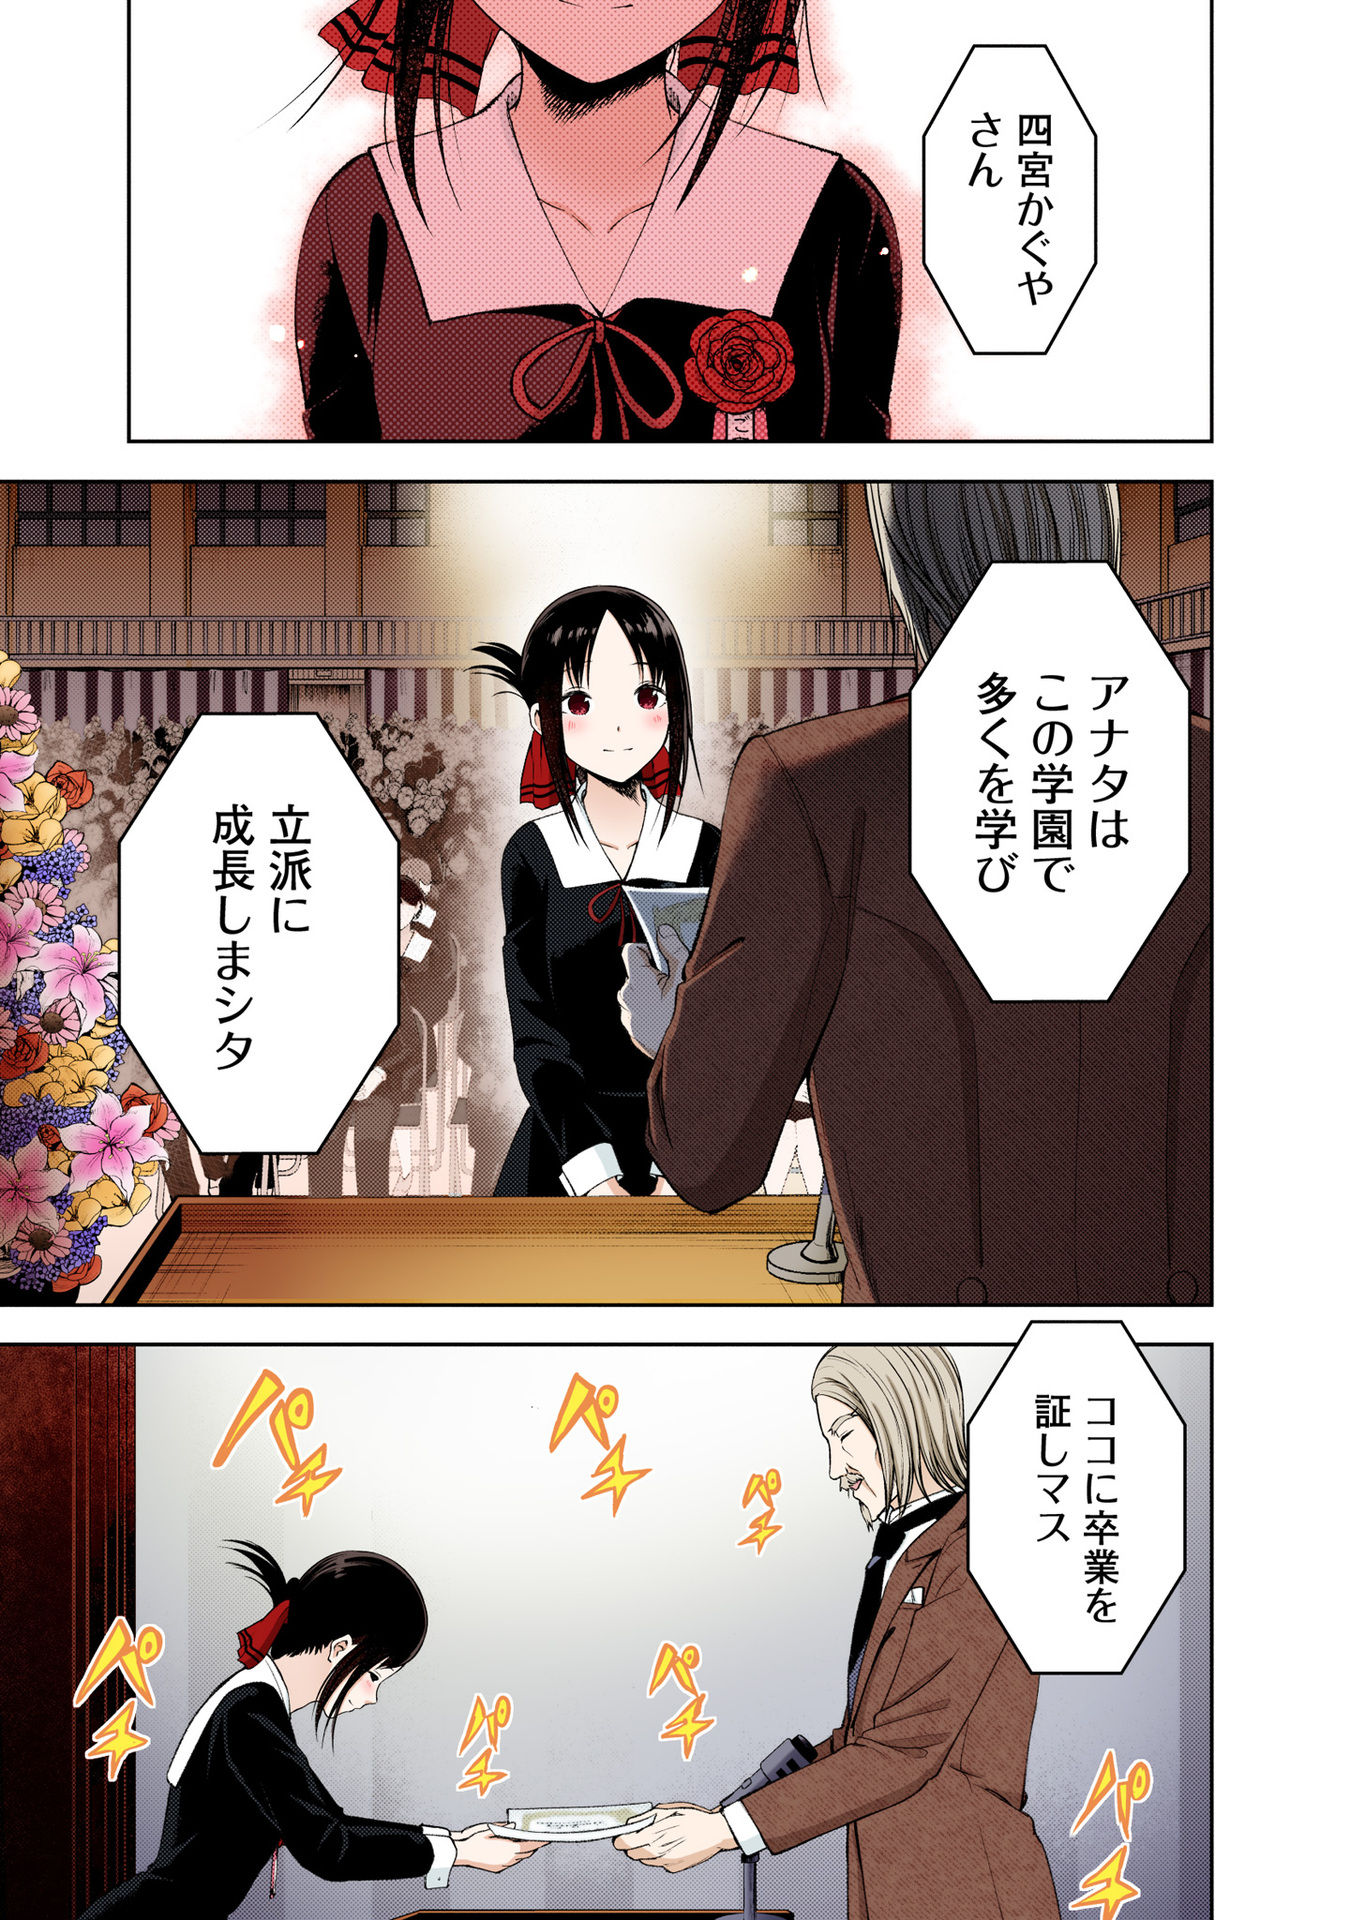 四宮かぐや
さん
ご
アナタは
この学園で
多くを学び
立派に
成長しまシタ
ココに卒業を
証しマス
パチ
パチ
パチ
パチ
パチ
パチ
パチ